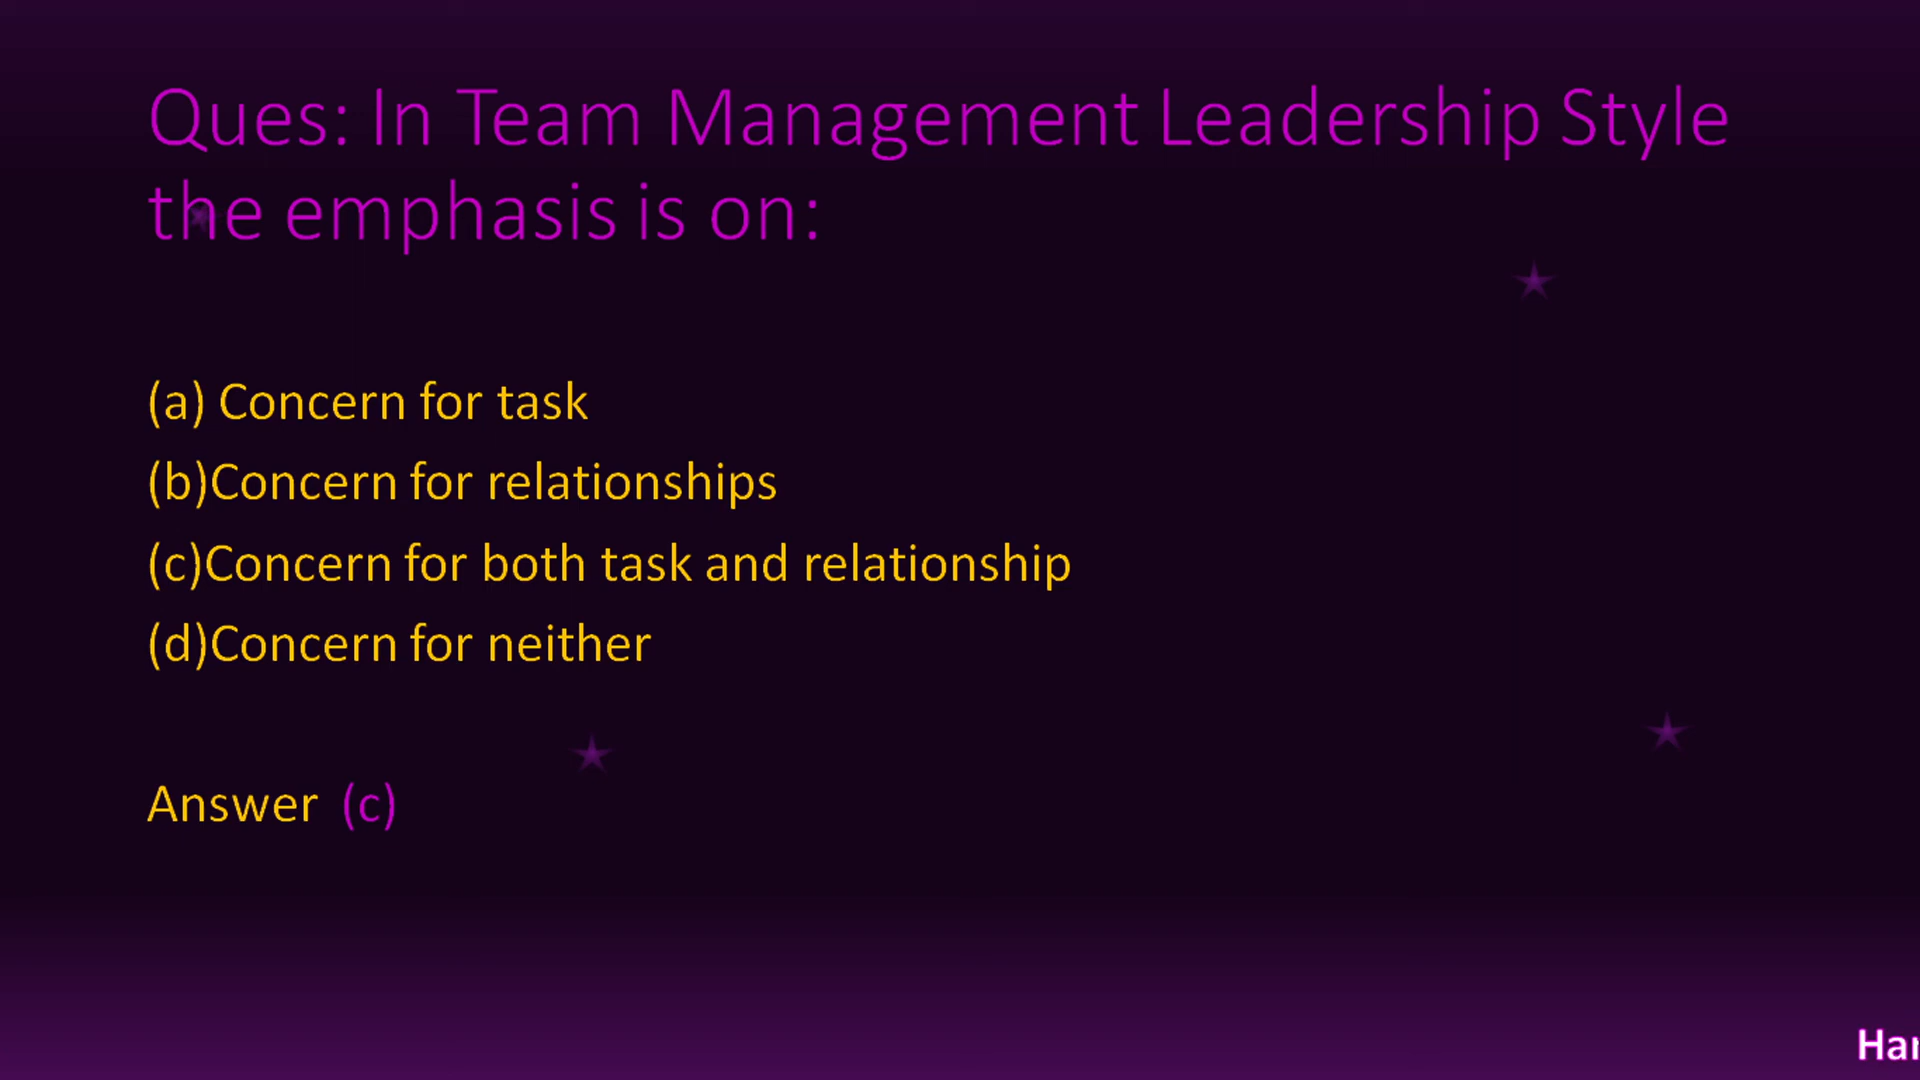 Ques: In Team Management Leadership Style
the emphasis is on:
(a) Concern for task
(b)Concern for relationships
(c)Concern for both task and relationship
(d)Concern for neither
Answer (c)